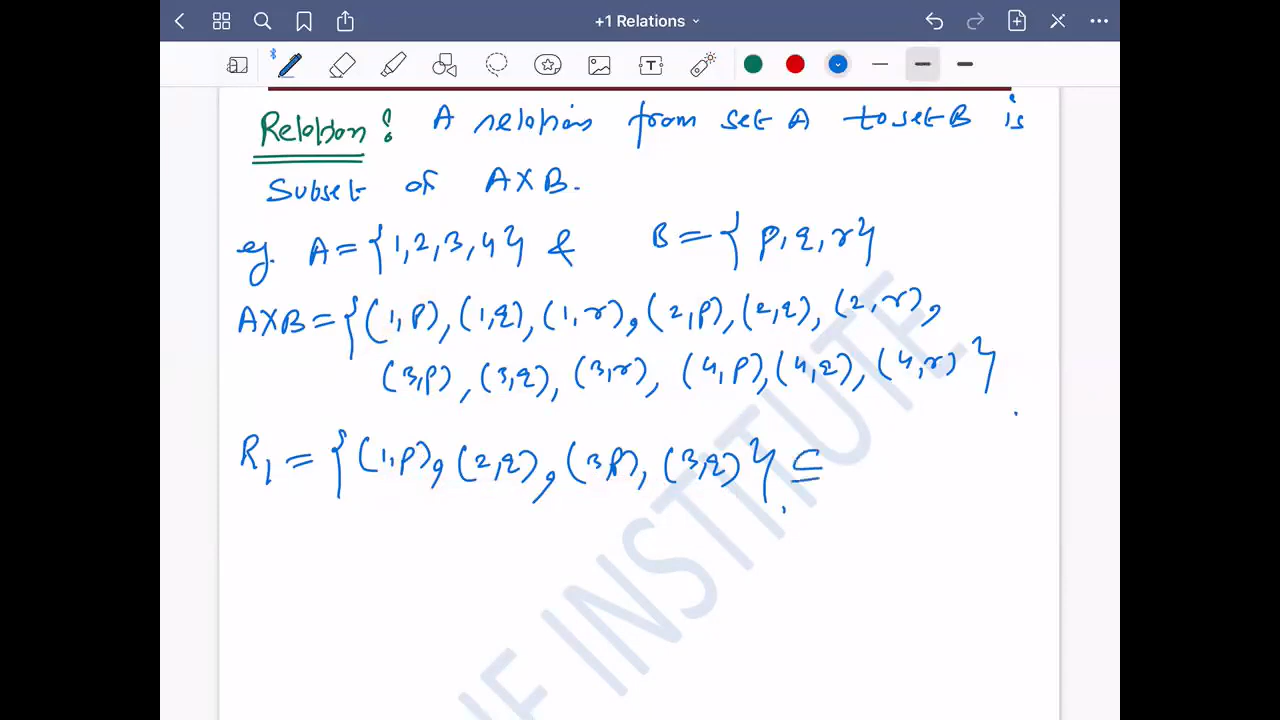 +1 Relations
Relation : A relation from set A to set B is
subset of A×B.
eg. A = {1,2,3,4} & B = {p,q,r}
A×B = {(1,p), (1,q), (1,r), (2,p), (2,q), (2,r),
(3,p), (3,q), (3,r), (4,p), (4,q), (4,r)}
R₁ = {(1,p), (2,q), (3,p), (3,q)} ⊆
INSTITUTE